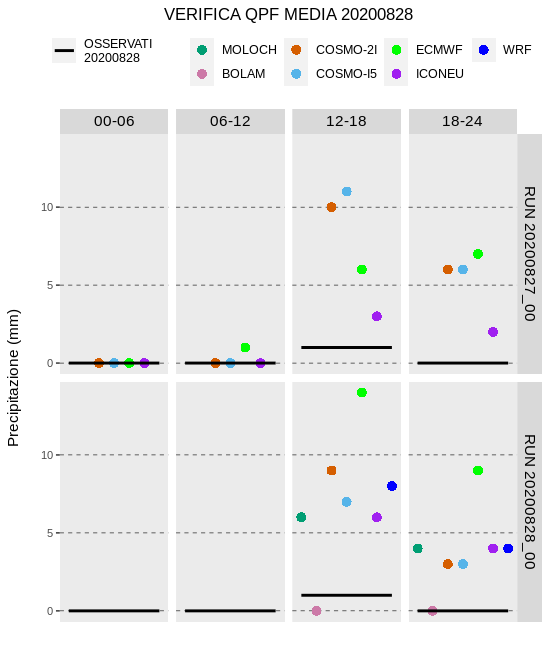 VERIFICA QPF MEDIA 20200828
OSSERVATI
20200828
MOLOCH
COSMO-2I
ECMWF
WRF
BOLAM
COSMO-I5
ICONEU
00-06
06-12
12-18
18-24
10
5
0
RUN 20200827_00
Precipitazione (mm)
10
5
0
RUN 20200828_00